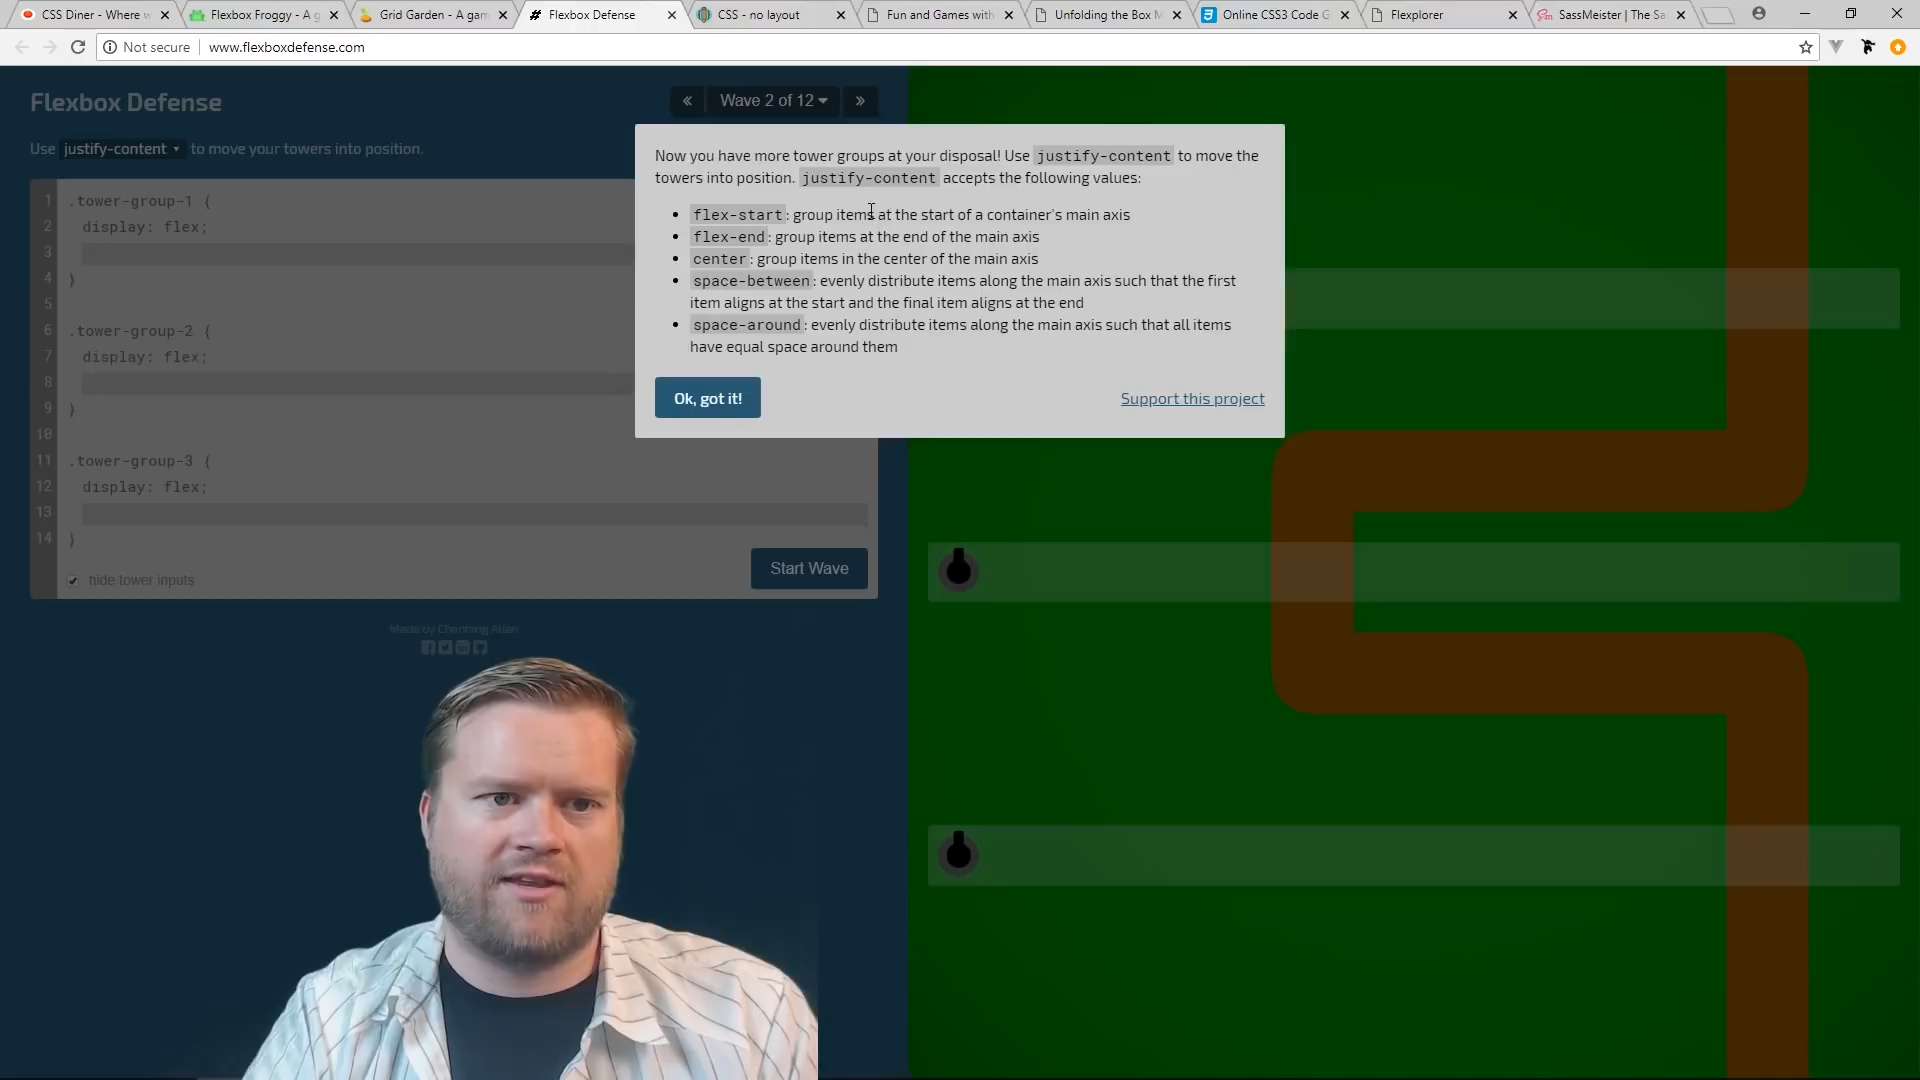 CSS Diner - Where w
Flexbox Froggy - A g
Grid Garden - A gam
Flexbox Defense
CSS - no layout
Fun and Games with
Unfolding the Box M
Online CSS3 Code G
Flexplorer
SassMeister | The Sa
Not secure
www.flexboxdefense.com
Flexbox Defense
« Wave 2 of 12 »
Use justify-content to move your towers into position.
1 .tower-group-1 {
2 display: flex;
3
4 }
5
6 .tower-group-2 {
7 display: flex;
8
9 }
10
11 .tower-group-3 {
12 display: flex;
13
14 }
hide tower inputs
Start Wave
Made by Channing Allen
Now you have more tower groups at your disposal! Use justify-content to move the
towers into position. justify-content accepts the following values:
• flex-start: group items at the start of a container's main axis
• flex-end: group items at the end of the main axis
• center: group items in the center of the main axis
• space-between: evenly distribute items along the main axis such that the first
item aligns at the start and the final item aligns at the end
• space-around: evenly distribute items along the main axis such that all items
have equal space around them
Ok, got it!
Support this project